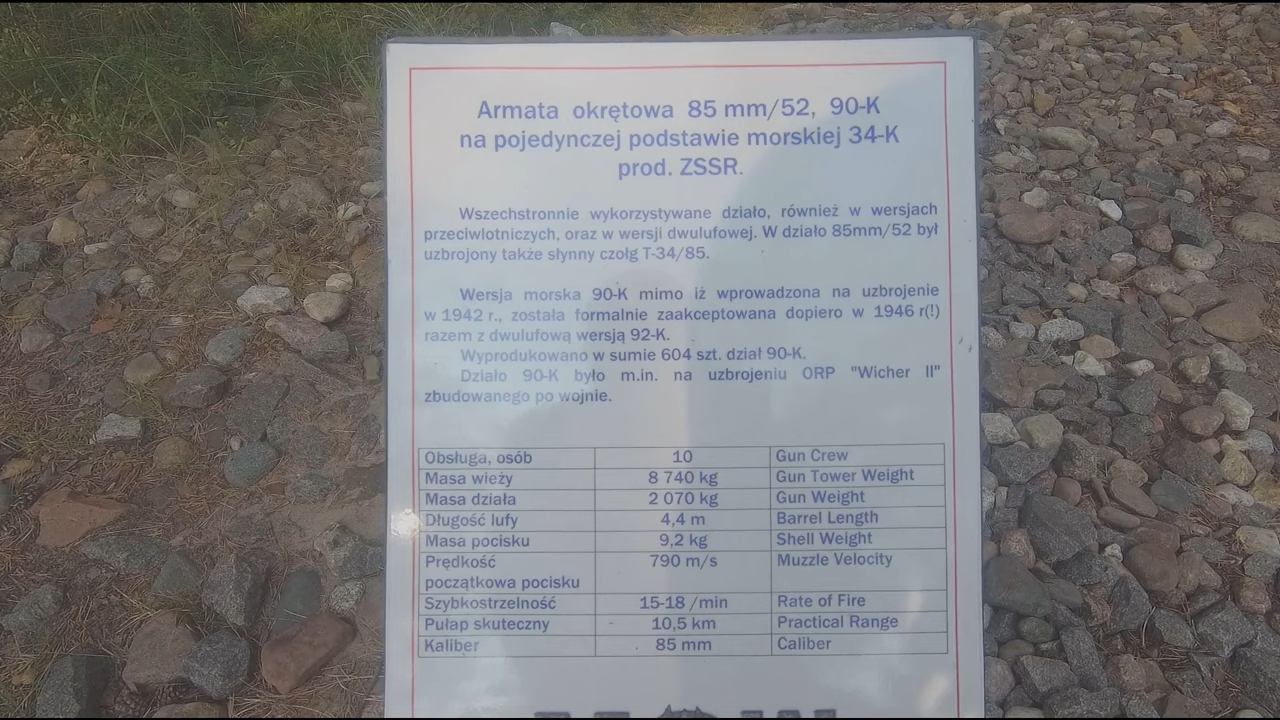 Armata okrętowa 85 mm/52, 90-K
na pojedynczej podstawie morskiej 34-K
prod. ZSSR.
Wszechstronnie wykorzystywane działo, również w wersjach
przeciwlotniczych, oraz w wersji dwulufowej. W działo 85mm/52 był
uzbrojony także słynny czołg T-34/85.
Wersja morska 90-K mimo iż wprowadzona na uzbrojenie
w 1942 r., została formalnie zaakceptowana dopiero w 1946 r(!)
razem z dwulufową wersją 92-K.
Wyprodukowano w sumie 604 szt. dział 90-K.
Działo 90-K było m.in. na uzbrojeniu ORP "Wicher II"
zbudowanego po wojnie.
Obsługa, osób 10 Gun Crew
Masa wieży 8 740 kg Gun Tower Weight
Masa działa 2 070 kg Gun Weight
Długość lufy 4,4 m Barrel Length
Masa pocisku 9,2 kg Shell Weight
Prędkość 790 m/s Muzzle Velocity
początkowa pocisku
Szybkostrzelność 15-18 /min Rate of Fire
Pułap skuteczny 10,5 km Practical Range
Kaliber 85 mm Caliber